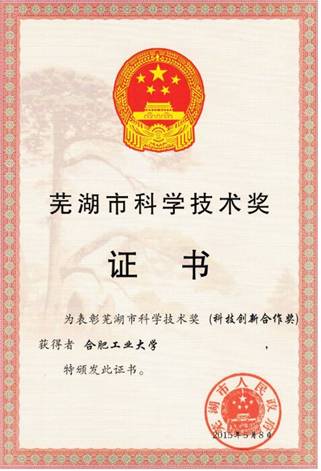 芜湖市科学技术奖
证 书
为表彰芜湖市科学技术奖（科技创新合作奖）
获得者 合肥工业大学 ，
特颁发此证书。
芜湖市人民政府
2015年5月8日